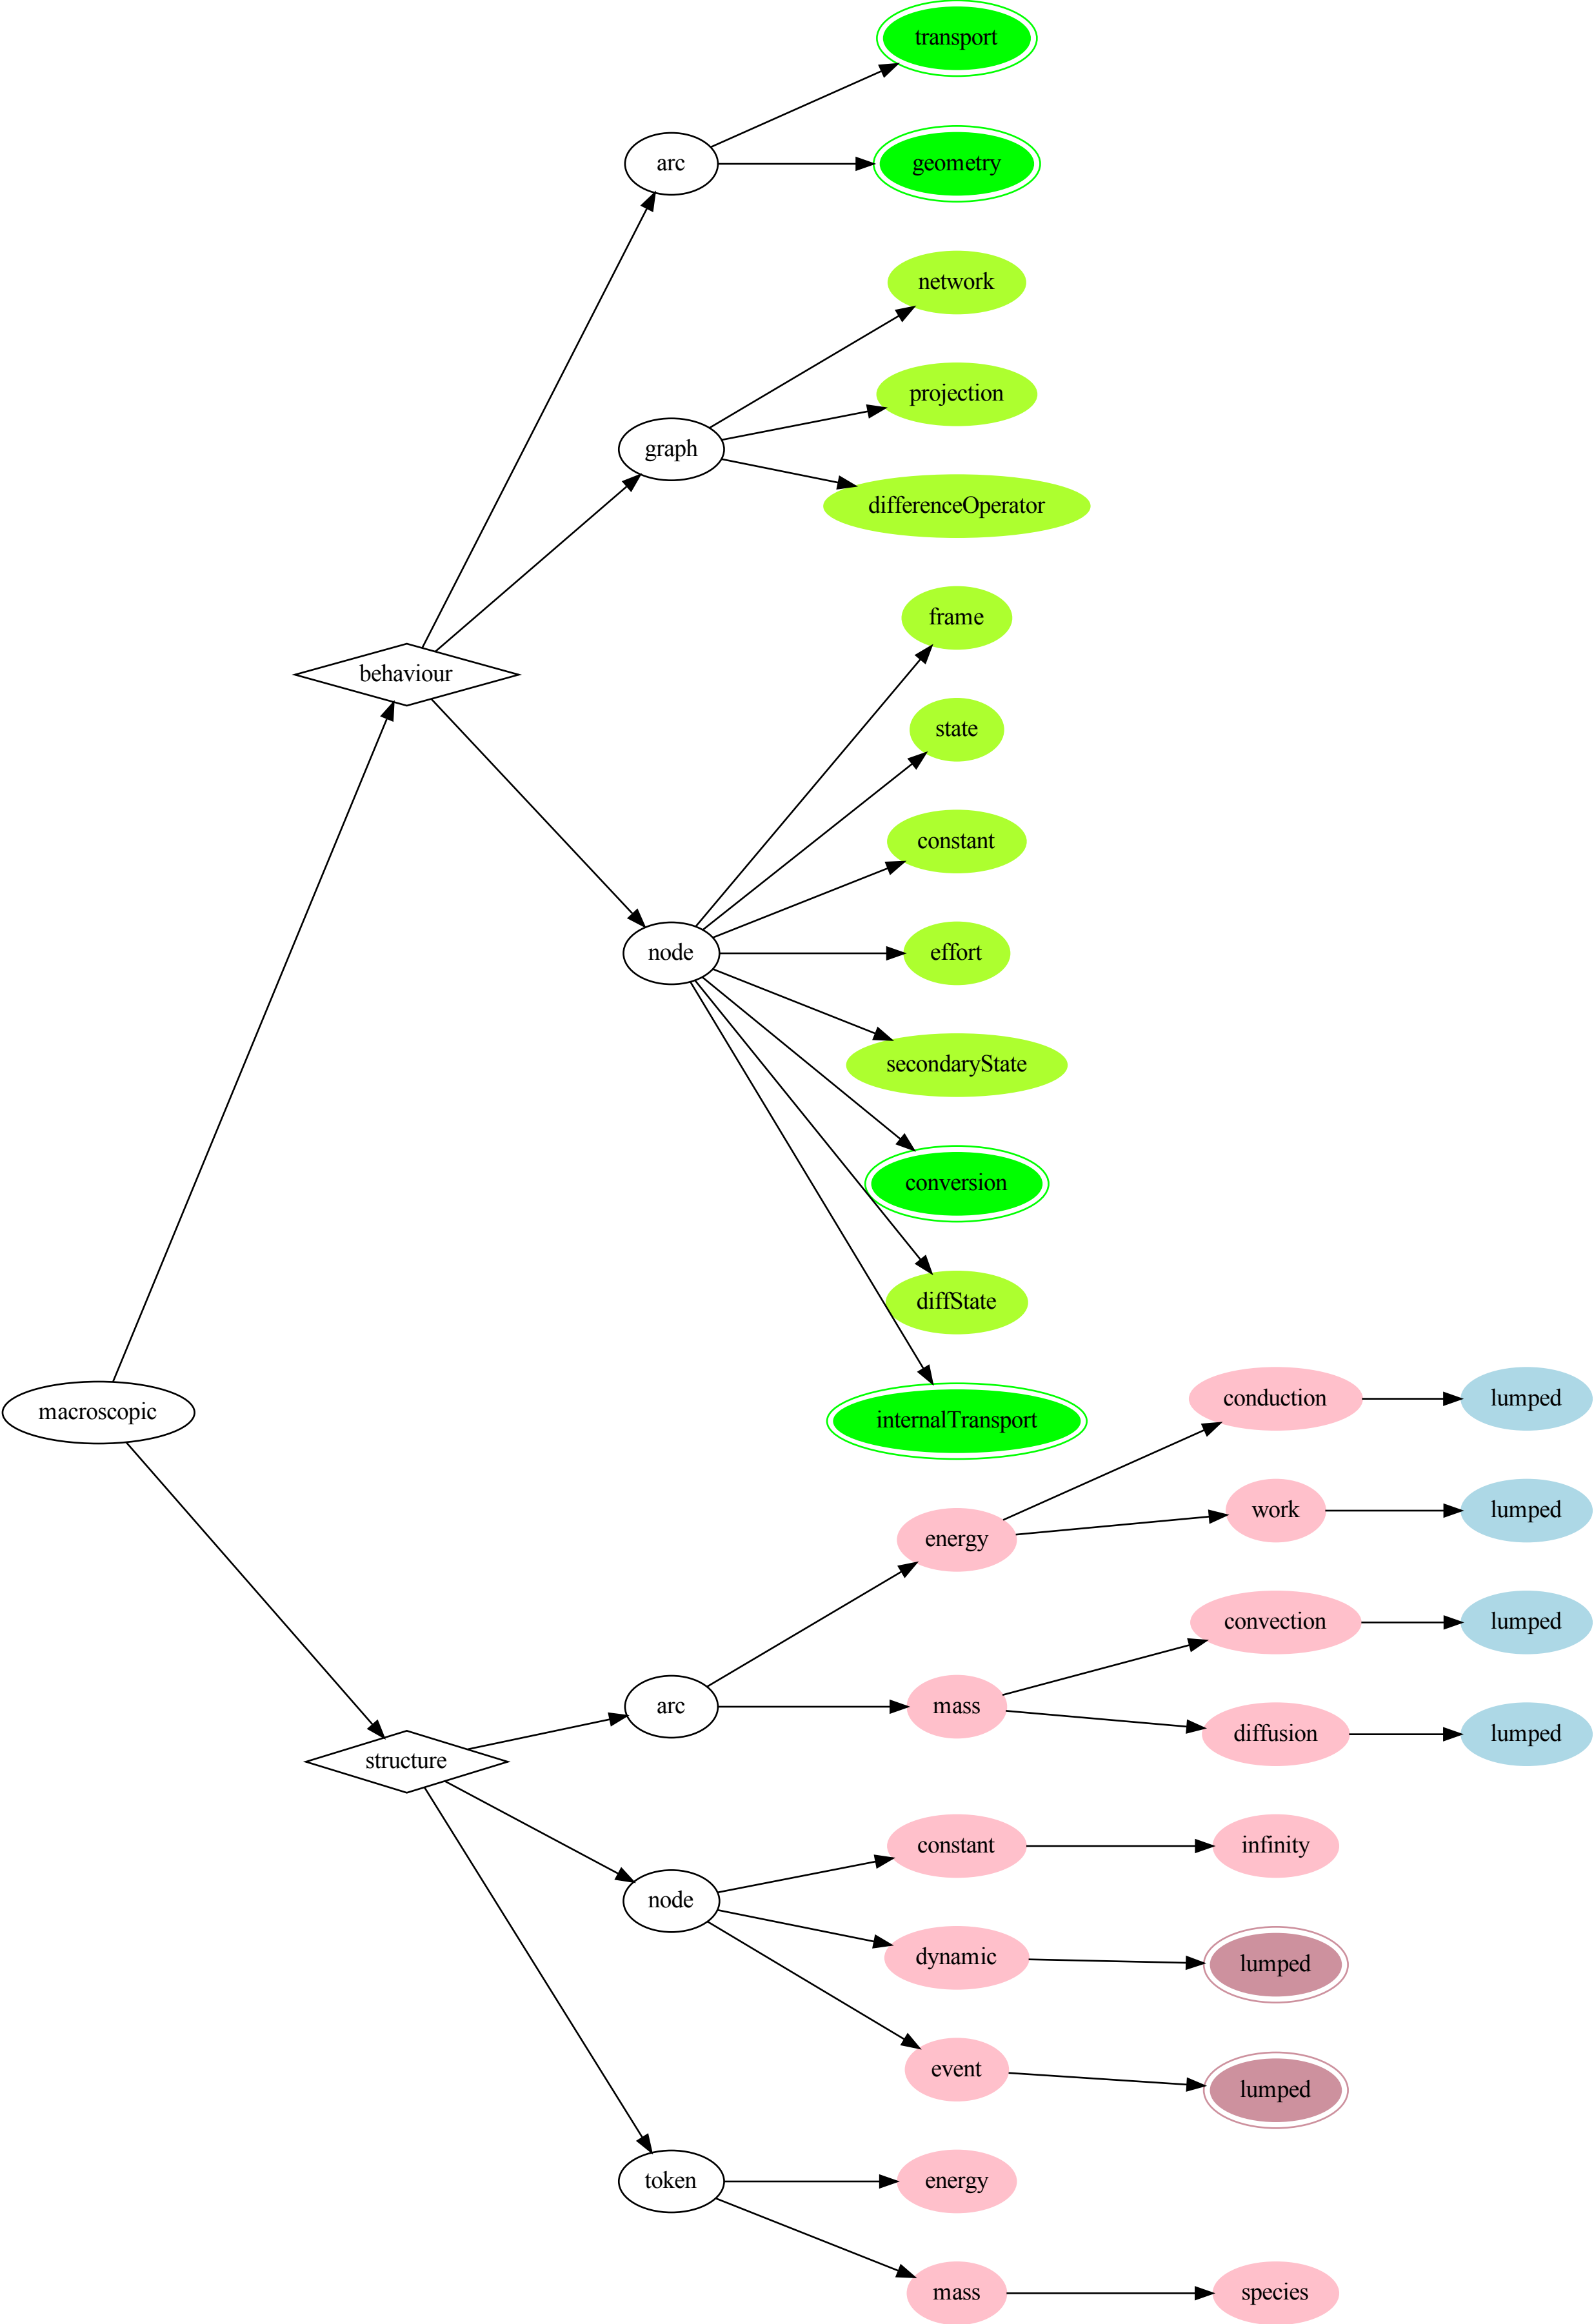 transport
arc
geometry
network
projection
graph
differenceOperator
frame
behaviour
state
constant
node
effort
secondaryState
conversion
diffState
macroscopic
internalTransport
conduction
lumped
energy
work
lumped
convection
lumped
arc
mass
diffusion
lumped
structure
constant
infinity
node
dynamic
lumped
event
lumped
token
energy
mass
species